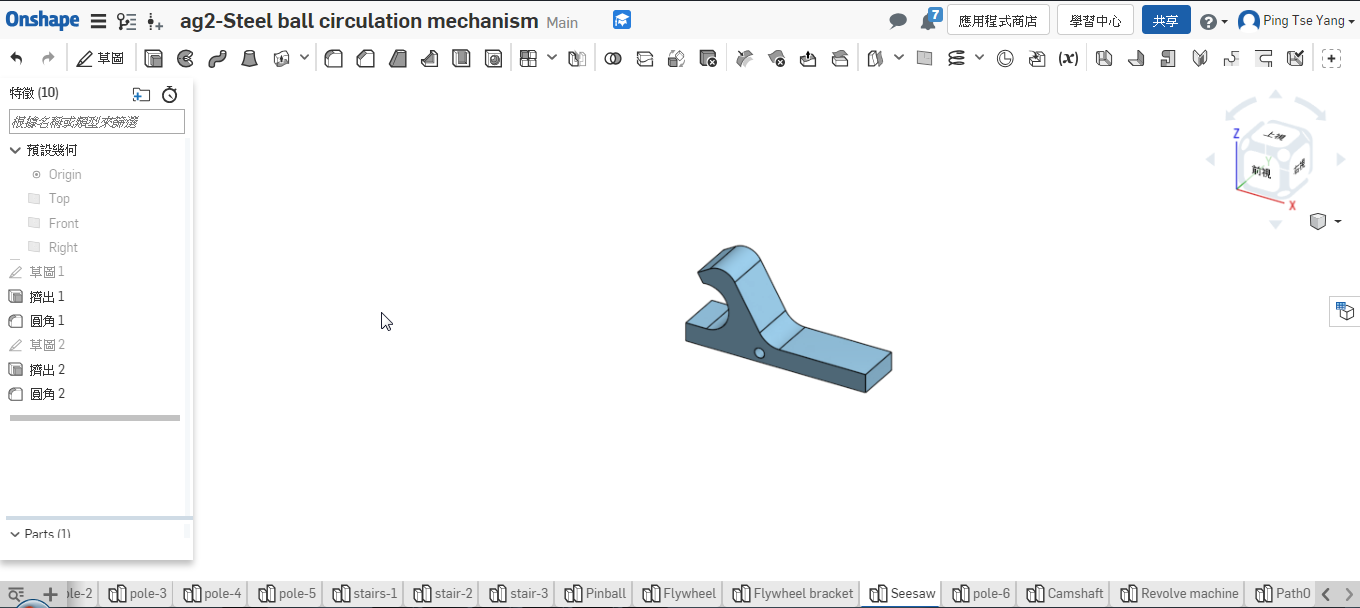 Onshape ag2-Steel ball circulation mechanism Main 7 應用程式商店 學習中心 共享 Ping Tse Yang
草圖 (x)
特徵 (10)
根據名稱或類型來篩選
預設幾何
Origin
Top
Front
Right
草圖 1
擠出 1
圓角 1
草圖 2
擠出 2
圓角 2
Parts (1)
Z
上視
前視
右視
Y
X
ole-2 pole-3 pole-4 pole-5 stairs-1 stair-2 stair-3 Pinball Flywheel Flywheel bracket Seesaw pole-6 Camshaft Revolve machine Path0